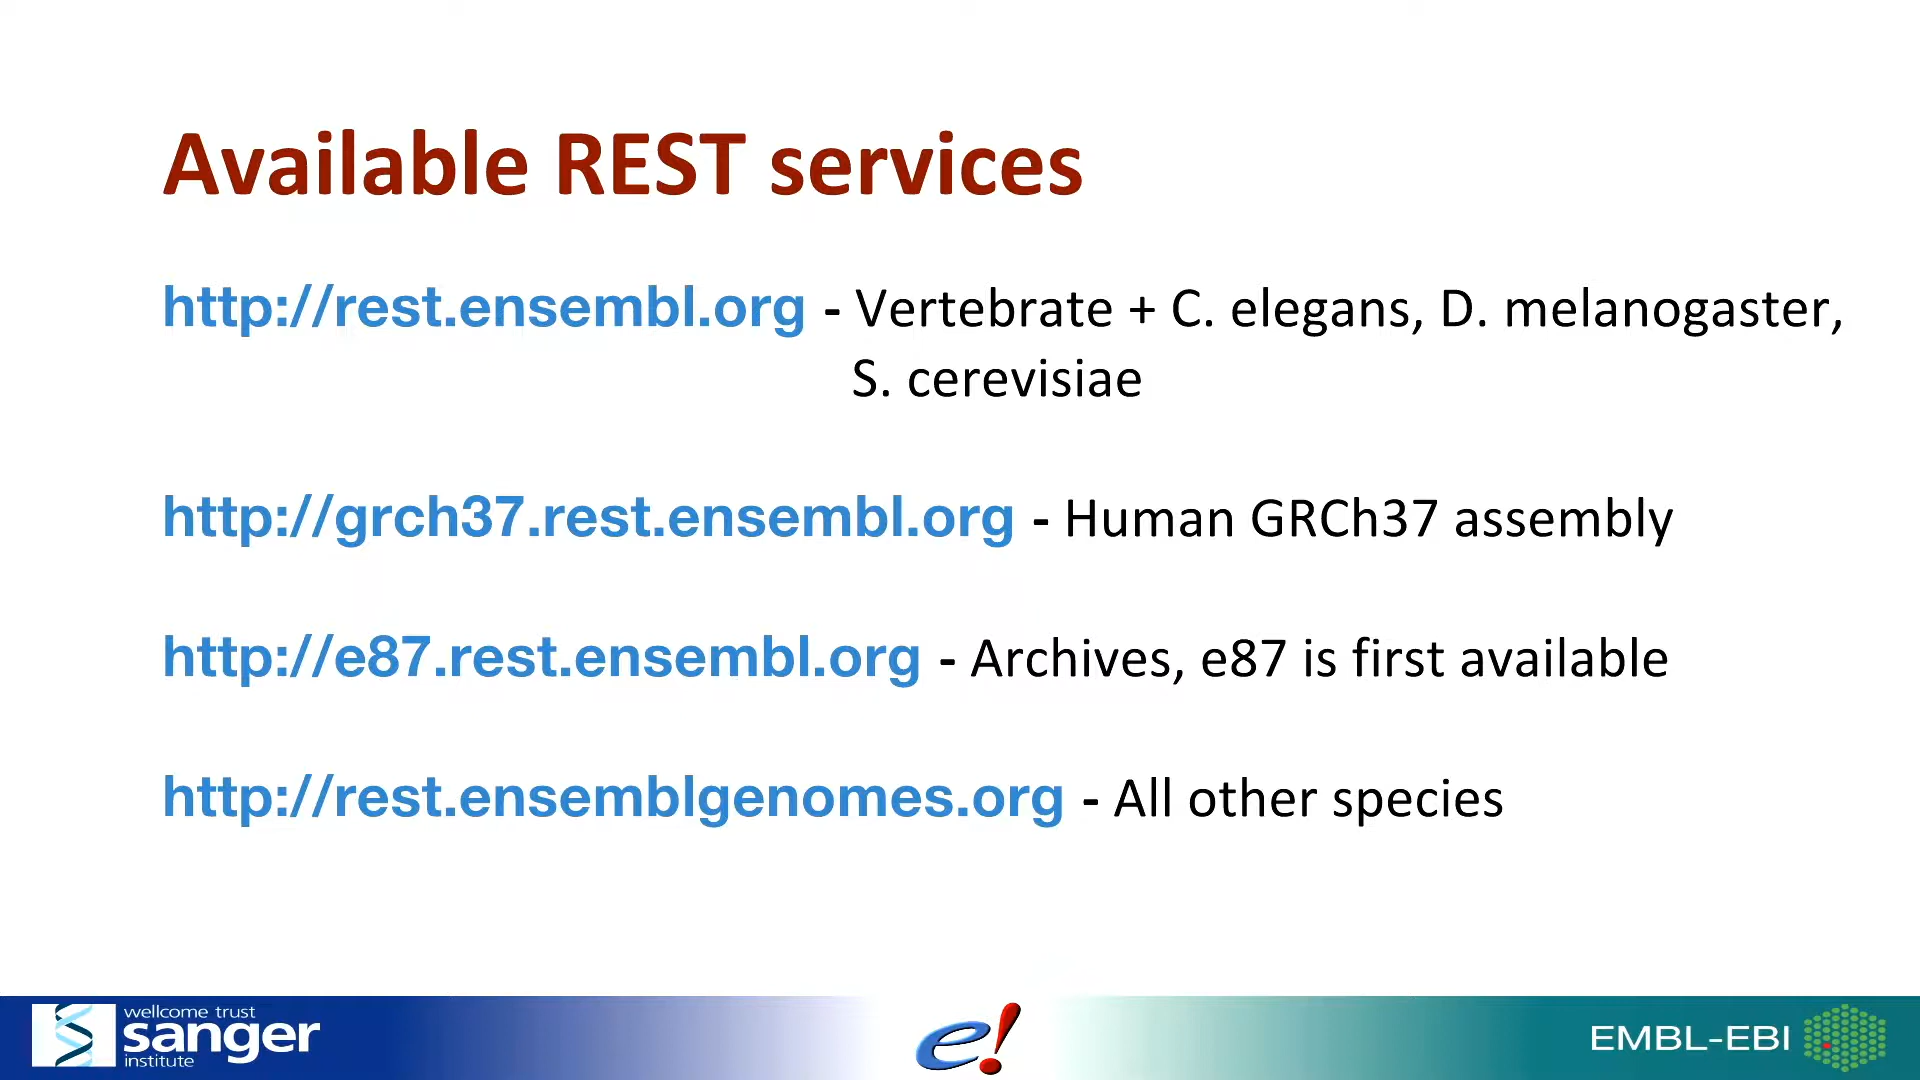 Available REST services
http://rest.ensembl.org - Vertebrate + C. elegans, D. melanogaster,
S. cerevisiae
http://grch37.rest.ensembl.org - Human GRCh37 assembly
http://e87.rest.ensembl.org - Archives, e87 is first available
http://rest.ensemblgenomes.org - All other species
wellcome trust
sanger
institute
e!
EMBL-EBI